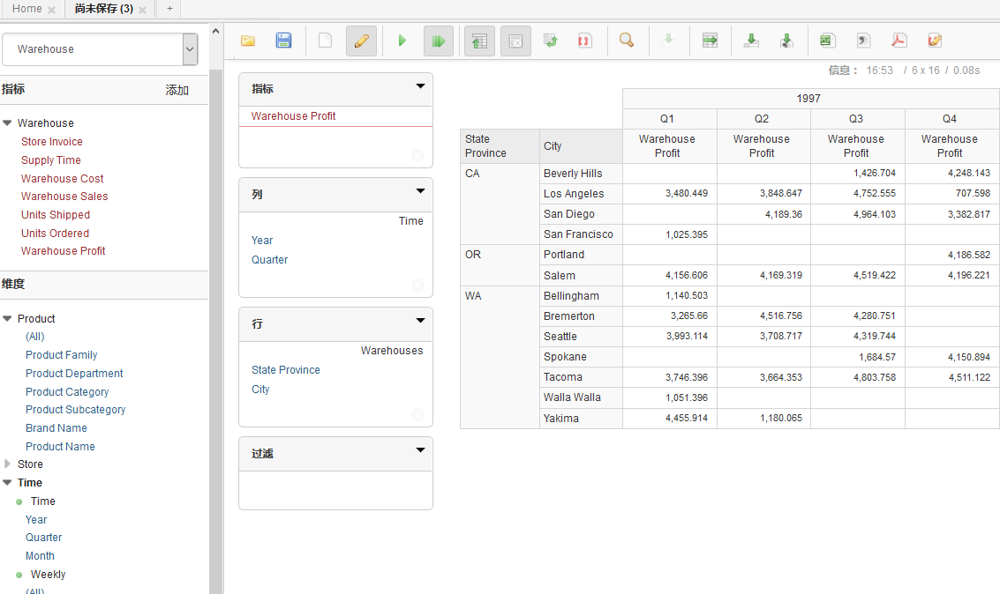 Home
尚未保存 (3)
+
Warehouse
指标 添加
Warehouse
Store Invoice
Supply Time
Warehouse Cost
Warehouse Sales
Units Shipped
Units Ordered
Warehouse Profit
维度
Product
(All)
Product Family
Product Department
Product Category
Product Subcategory
Brand Name
Product Name
Store
Time
Time
Year
Quarter
Month
Weekly
(All)
指标
Warehouse Profit
列
Time
Year
Quarter
行
Warehouses
State Province
City
过滤
信息： 16:53 / 6 x 16 / 0.08s
1997
Q1 Q2 Q3 Q4
State Province City Warehouse Profit Warehouse Profit Warehouse Profit Warehouse Profit
CA Beverly Hills 1,426.704 4,248.143
Los Angeles 3,480.449 3,848.647 4,752.555 707.598
San Diego 4,189.36 4,964.103 3,382.817
San Francisco 1,025.395
OR Portland 4,186.582
Salem 4,156.606 4,169.319 4,519.422 4,196.221
WA Bellingham 1,140.503
Bremerton 3,265.66 4,516.756 4,280.751
Seattle 3,993.114 3,708.717 4,319.744
Spokane 1,684.57 4,150.894
Tacoma 3,746.396 3,664.353 4,803.758 4,511.122
Walla Walla 1,051.396
Yakima 4,455.914 1,180.065